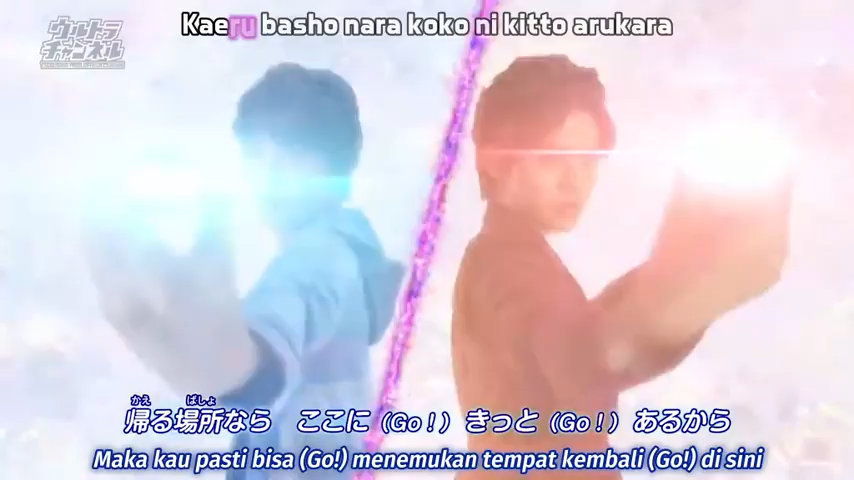 Kaeru basho nara koko ni kitto arukara
ウルトラ
チャンネル
かえ ばしょ
帰る場所なら ここに（Go！）きっと（Go！）あるから
Maka kau pasti bisa (Go!) menemukan tempat kembali (Go!) di sini